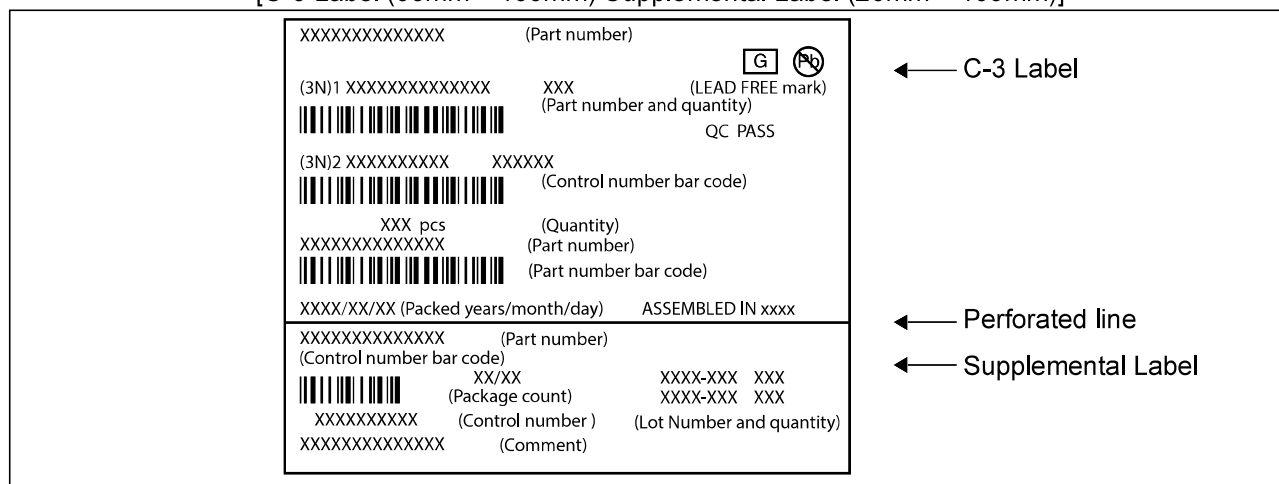 Label Supplemental Label
XXXXXXXXXXXXXX (Part number)
G Pb
C-3 Label
(3N)1 XXXXXXXXXXXXXX XXX (LEAD FREE mark)
(Part number and quantity)
QC PASS
(3N)2 XXXXXXXXXX XXXXXX
(Control number bar code)
XXX pcs (Quantity)
XXXXXXXXXXXXXX (Part number)
(Part number bar code)
XXXX/XX/XX (Packed years/month/day) ASSEMBLED IN xxxx
Perforated line
XXXXXXXXXXXXXX (Part number)
(Control number bar code)
Supplemental Label
XX/XX XXXX-XXX XXX
(Package count) XXXX-XXX XXX
XXXXXXXXXX (Control number ) (Lot Number and quantity)
XXXXXXXXXXXXXX (Comment)